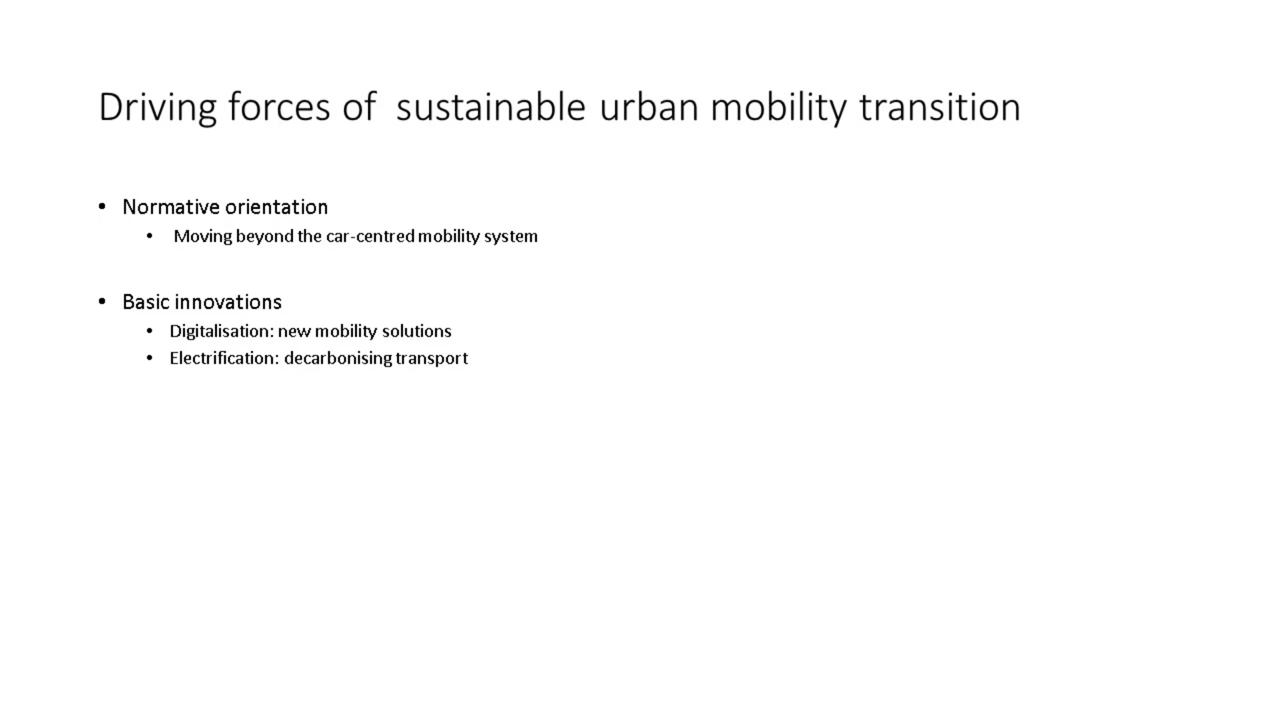 Driving forces of  sustainable urban mobility transition
• Normative orientation
• Moving beyond the car-centred mobility system
• Basic innovations
• Digitalisation: new mobility solutions
• Electrification: decarbonising transport